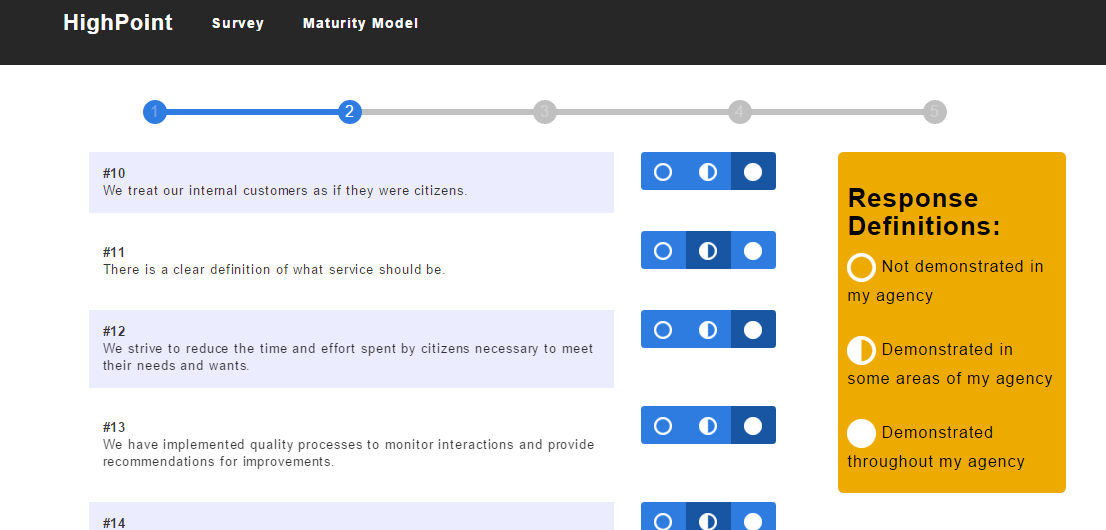 HighPoint Survey Maturity Model
1 2 3 4 5
#10
We treat our internal customers as if they were citizens.
#11
There is a clear definition of what service should be.
#12
We strive to reduce the time and effort spent by citizens necessary to meet
their needs and wants.
#13
We have implemented quality processes to monitor interactions and provide
recommendations for improvements.
#14
Response
Definitions:
Not demonstrated in
my agency
Demonstrated in
some areas of my agency
Demonstrated
throughout my agency